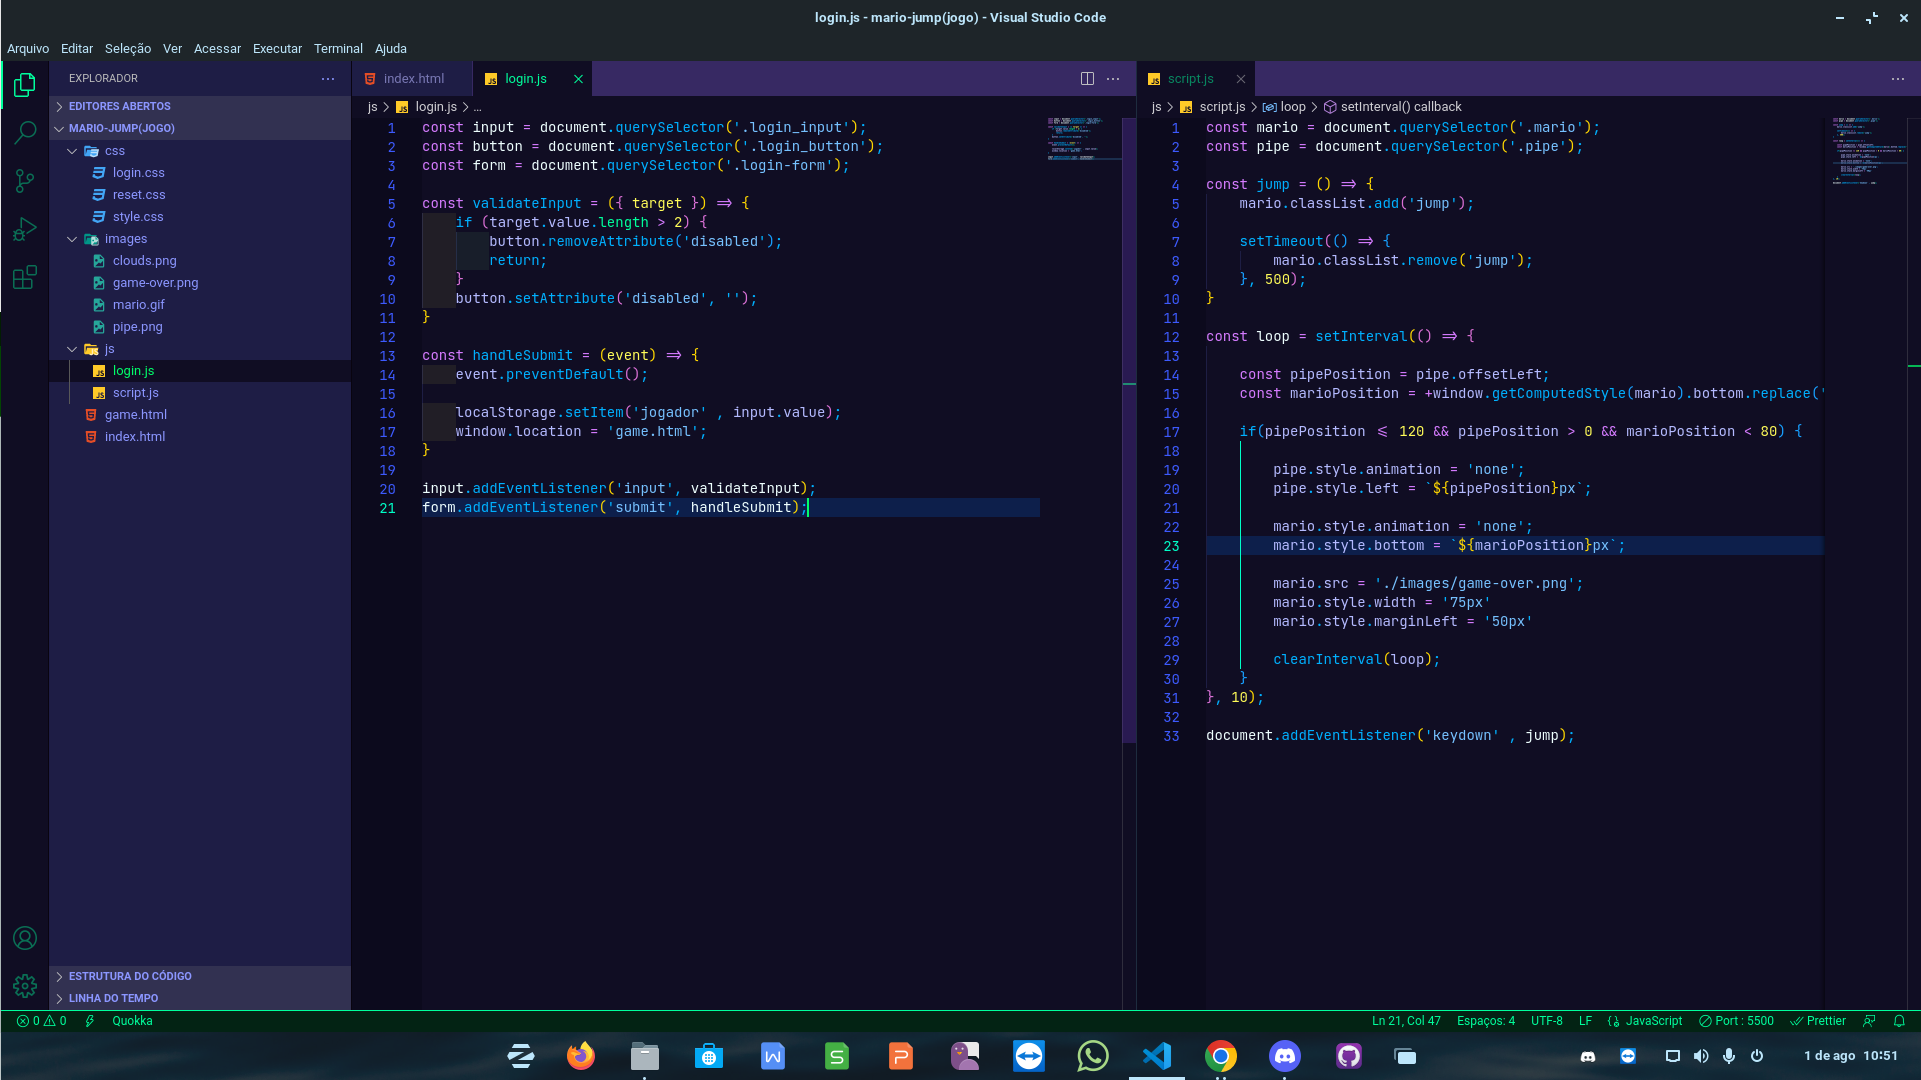 login.js - mario-jump(jogo) - Visual Studio Code
Arquivo Editar Seleção Ver Acessar Executar Terminal Ajuda
EXPLORADOR
EDITORES ABERTOS
MARIO-JUMP(JOGO)
css
login.css
reset.css
style.css
images
clouds.png
game-over.png
mario.gif
pipe.png
js
login.js
script.js
game.html
index.html
ESTRUTURA DO CÓDIGO
LINHA DO TEMPO
index.html login.js
js > login.js > ...
1 const input = document.querySelector('.login_input');
2 const button = document.querySelector('.login_button');
3 const form = document.querySelector('.login-form');
4
5 const validateInput = ({ target }) => {
6 if (target.value.length > 2) {
7 button.removeAttribute('disabled');
8 return;
9 }
10 button.setAttribute('disabled', '');
11 }
12
13 const handleSubmit = (event) => {
14 event.preventDefault();
15
16 localStorage.setItem('jogador' , input.value);
17 window.location = 'game.html';
18 }
19
20 input.addEventListener('input', validateInput);
21 form.addEventListener('submit', handleSubmit);
script.js
js > script.js > loop > setInterval() callback
1 const mario = document.querySelector('.mario');
2 const pipe = document.querySelector('.pipe');
3
4 const jump = () => {
5 mario.classList.add('jump');
6
7 setTimeout(() => {
8 mario.classList.remove('jump');
9 }, 500);
10 }
11
12 const loop = setInterval(() => {
13
14 const pipePosition = pipe.offsetLeft;
15 const marioPosition = +window.getComputedStyle(mario).bottom.replace('
16
17 if(pipePosition <= 120 && pipePosition > 0 && marioPosition < 80) {
18
19 pipe.style.animation = 'none';
20 pipe.style.left = `${pipePosition}px`;
21
22 mario.style.animation = 'none';
23 mario.style.bottom = `${marioPosition}px`;
24
25 mario.src = './images/game-over.png';
26 mario.style.width = '75px'
27 mario.style.marginLeft = '50px'
28
29 clearInterval(loop);
30 }
31 }, 10);
32
33 document.addEventListener('keydown' , jump);
0 0 Quokka
Ln 21, Col 47 Espaços: 4 UTF-8 LF JavaScript Port : 5500 Prettier
1 de ago 10:51